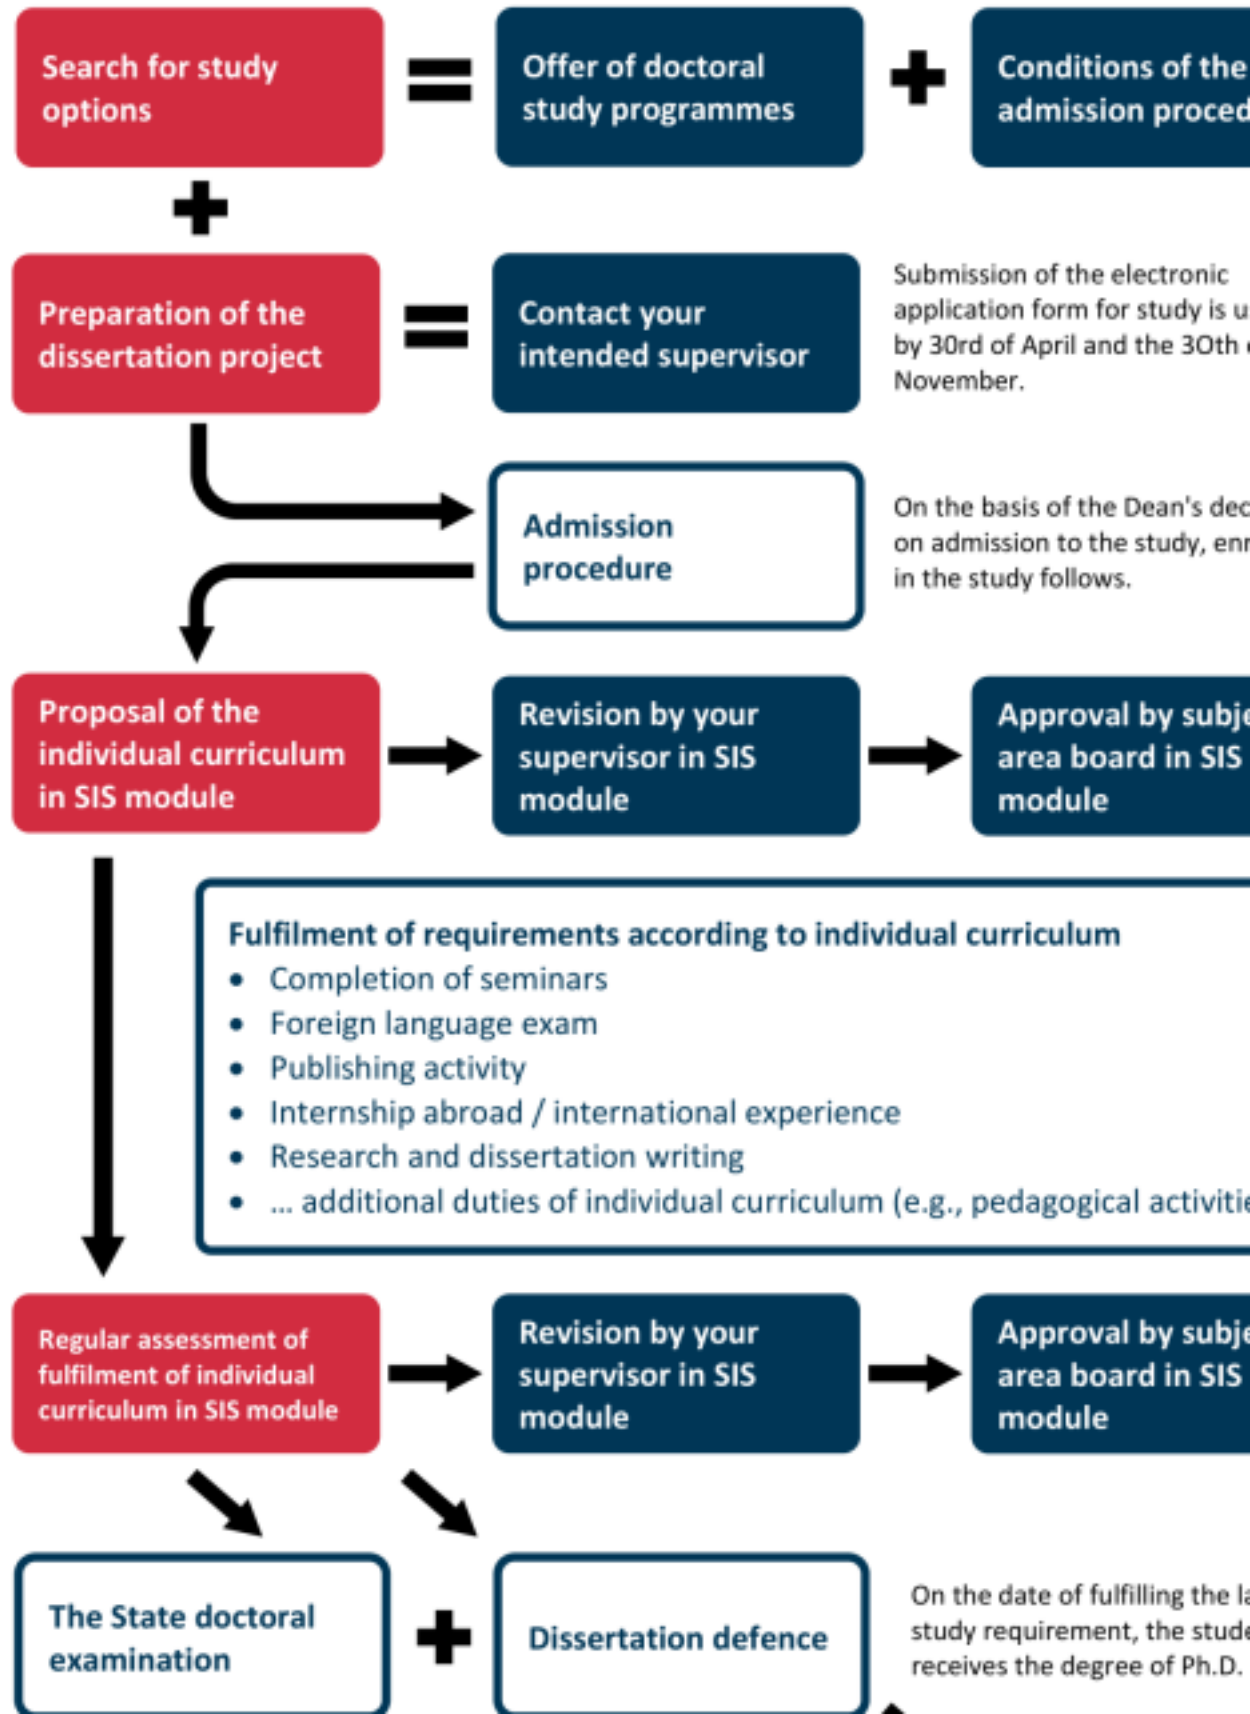 Search for study
options
Offer of doctoral
study programmes
Conditions of the
admission proced
Preparation of the
dissertation project
Contact your
intended supervisor
Submission of the electronic
application form for study is u
by 30rd of April and the 3Oth
November.
Admission
procedure
On the basis of the Dean's dec
on admission to the study, enr
in the study follows.
Proposal of the
individual curriculum
in SIS module
Revision by your
supervisor in SIS
module
Approval by subje
area board in SIS
module
Fulfilment of requirements according to individual curriculum
• Completion of seminars
• Foreign language exam
• Publishing activity
• Internship abroad / international experience
• Research and dissertation writing
• ... additional duties of individual curriculum (e.g., pedagogical activitie
Regular assessment of
fulfilment of individual
curriculum in SIS module
Revision by your
supervisor in SIS
module
Approval by subje
area board in SIS
module
The State doctoral
examination
Dissertation defence
On the date of fulfilling the la
study requirement, the stude
receives the degree of Ph.D.